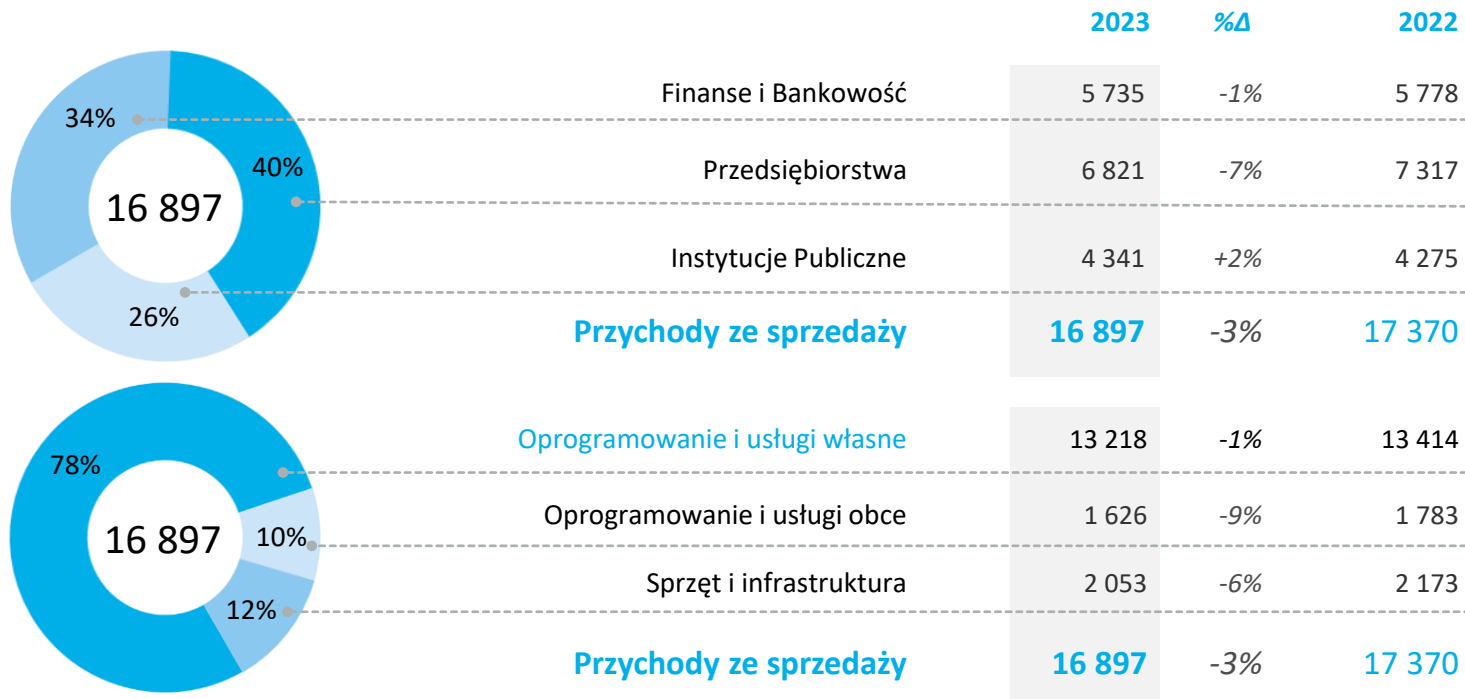 2023 %Δ 2022
34%
40%
26%
16 897
Finanse i Bankowość 5 735 -1% 5 778
Przedsiębiorstwa 6 821 -7% 7 317
Instytucje Publiczne 4 341 +2% 4 275
Przychody ze sprzedaży 16 897 -3% 17 370
78%
10%
12%
16 897
Oprogramowanie i usługi własne 13 218 -1% 13 414
Oprogramowanie i usługi obce 1 626 -9% 1 783
Sprzęt i infrastruktura 2 053 -6% 2 173
Przychody ze sprzedaży 16 897 -3% 17 370